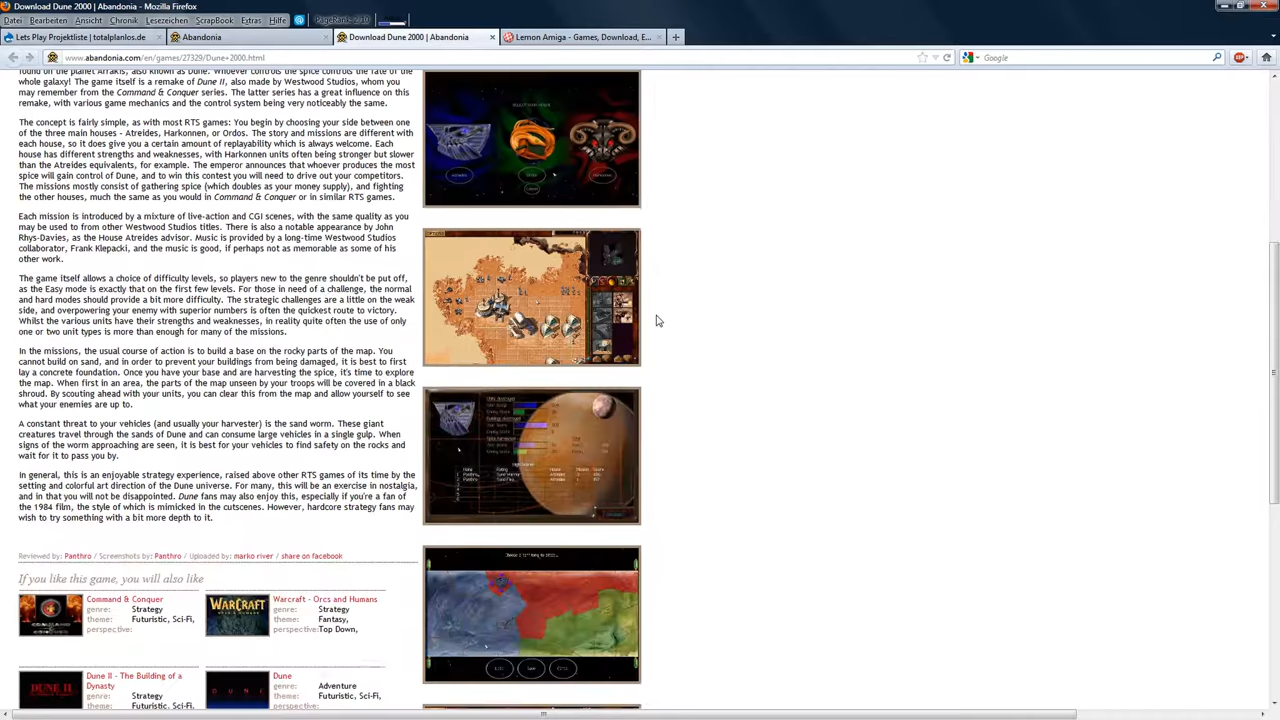 Download Dune 2000 | Abandonia - Mozilla Firefox
Datei Bearbeiten Ansicht Chronik Lesezeichen ScrapBook Extras Hilfe PageRank 2/10
Lets Play Projektliste | totalplanlos.de
Abandonia
Download Dune 2000 | Abandonia
Lemon Amiga - Games, Download, E...
www.abandonia.com/en/games/27329/Dune+2000.html
Google
found on the planet Arrakis, also known as Dune. Whoever controls the spice controls the fate of the
whole galaxy! The game itself is a remake of Dune II, also made by Westwood Studios, whom you
may remember from the Command & Conquer series. The latter series has a great influence on this
remake, with various game mechanics and the control system being very noticeably the same.
The concept is fairly simple, as with most RTS games: You begin by choosing your side between one
of the three main houses - Atreides, Harkonnen, or Ordos. The story and missions are different with
each house, so it does give you a certain amount of replayability which is always welcome. Each
house has different strengths and weaknesses, with Harkonnen units often being stronger but slower
than the Atreides equivalents, for example. The emperor announces that whoever produces the most
spice will gain control of Dune, and to win this contest you will need to drive out your competitors.
The missions mostly consist of gathering spice (which doubles as your money supply), and fighting
the other houses, much the same as you would in Command & Conquer or in similar RTS games.
Each mission is introduced by a mixture of live-action and CGI scenes, with the same quality as you
may be used to from other Westwood Studios titles. There is also a notable appearance by John
Rhys-Davies, as the House Atreides advisor. Music is provided by a long-time Westwood Studios
collaborator, Frank Klepacki, and the music is good, if perhaps not as memorable as some of his
other work.
The game itself allows a choice of difficulty levels, so players new to the genre shouldn't be put off,
as the Easy mode is exactly that on the first few levels. For those in need of a challenge, the normal
and hard modes should provide a bit more difficulty. The strategic challenges are a little on the weak
side, and overpowering your enemy with superior numbers is often the quickest route to victory.
Whilst the various units have their strengths and weaknesses, in reality quite often the use of only
one or two unit types is more than enough for many of the missions.
In the missions, the usual course of action is to build a base on the rocky parts of the map. You
cannot build on sand, and in order to prevent your buildings from being damaged, it is best to first
lay a concrete foundation. Once you have your base and are harvesting the spice, it's time to explore
the map. When first in an area, the parts of the map unseen by your troops will be covered in a black
shroud. By scouting ahead with your units, you can clear this from the map and allow yourself to see
what your enemies are up to.
A constant threat to your vehicles (and usually your harvester) is the sand worm. These giant
creatures travel through the sands of Dune and can consume large vehicles in a single gulp. When
signs of the worm approaching are seen, it is best for your vehicles to find safety on the rocks and
wait for it to pass you by.
In general, this is an enjoyable strategy experience, raised above other RTS games of its time by the
setting and colorful art direction of the Dune universe. For many, this will be an exercise in nostalgia,
and in that you will not be disappointed. Dune fans may also enjoy this, especially if you're a fan of
the 1984 film, the style of which is mimicked in the cutscenes. However, hardcore strategy fans may
wish to try something with a bit more depth to it.
Reviewed by: Panthro / Screenshots by: Panthro / Uploaded by: marko river / share on facebook
If you like this game, you will also like
Command & Conquer
genre: Strategy
theme: Futuristic, Sci-Fi,
perspective:
WARCRAFT
Warcraft - Orcs and Humans
genre: Strategy
theme: Fantasy,
perspective: Top Down,
DUNE II
Dune II - The Building of a
Dynasty
genre: Strategy
theme: Futuristic, Sci-Fi,
DUNE
Dune
genre: Adventure
theme: Futuristic, Sci-Fi,